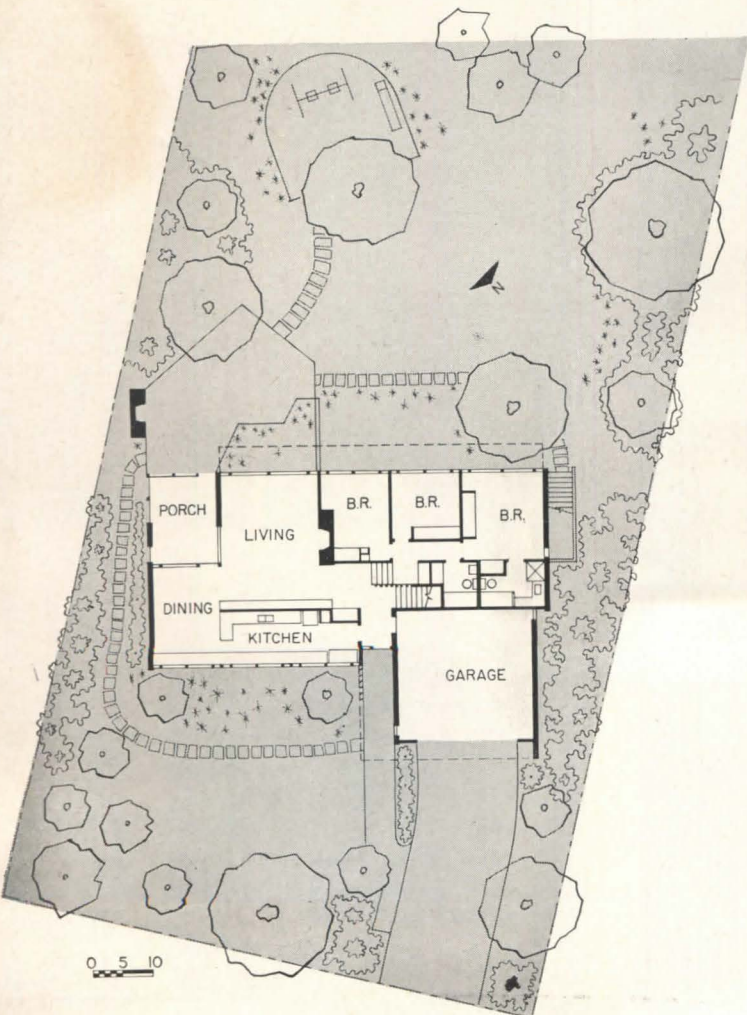 N
PORCH
LIVING
B.R.
B.R.
B.R.
DINING
KITCHEN
GARAGE
0 5 10